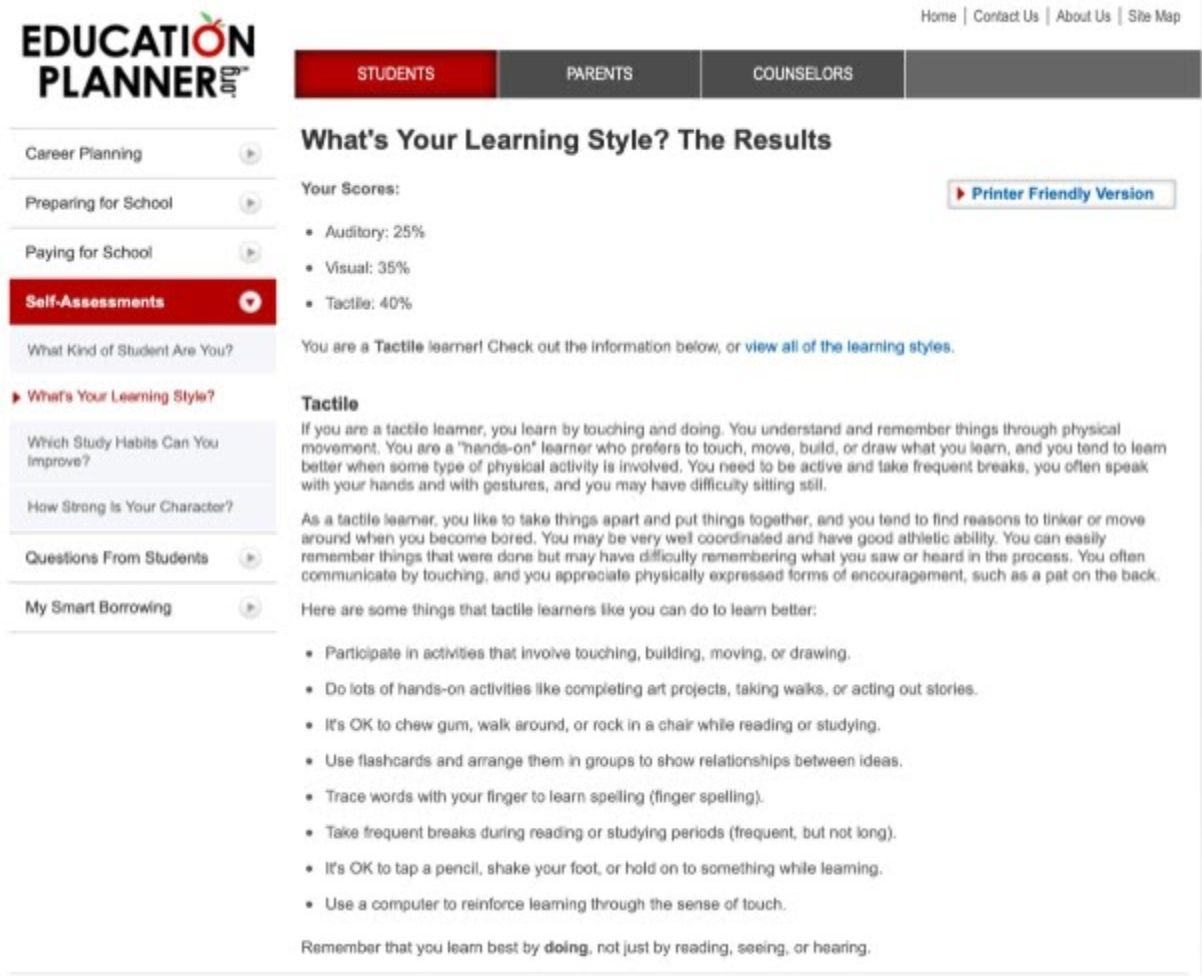 Home | Contact Us | About Us | Site Map
EDUCATION
PLANNER.org™
STUDENTS
PARENTS
COUNSELORS
Career Planning
Preparing for School
Paying for School
Self-Assessments
What Kind of Student Are You?
What's Your Learning Style?
Which Study Habits Can You
Improve?
How Strong Is Your Character?
Questions From Students
My Smart Borrowing
What's Your Learning Style? The Results
Printer Friendly Version
Your Scores:
• Auditory: 25%
• Visual: 35%
• Tactile: 40%
You are a Tactile learner! Check out the information below, or view all of the learning styles.
Tactile
If you are a tactile learner, you learn by touching and doing. You understand and remember things through physical
movement. You are a "hands-on" learner who prefers to touch, move, build, or draw what you learn, and you tend to learn
better when some type of physical activity is involved. You need to be active and take frequent breaks, you often speak
with your hands and with gestures, and you may have difficulty sitting still.
As a tactile learner, you like to take things apart and put things together, and you tend to find reasons to tinker or move
around when you become bored. You may be very well coordinated and have good athletic ability. You can easily
remember things that were done but may have difficulty remembering what you saw or heard in the process. You often
communicate by touching, and you appreciate physically expressed forms of encouragement, such as a pat on the back.
Here are some things that tactile learners like you can do to learn better:
• Participate in activities that involve touching, building, moving, or drawing.
• Do lots of hands-on activities like completing art projects, taking walks, or acting out stories.
• It's OK to chew gum, walk around, or rock in a chair while reading or studying.
• Use flashcards and arrange them in groups to show relationships between ideas.
• Trace words with your finger to learn spelling (finger spelling).
• Take frequent breaks during reading or studying periods (frequent, but not long).
• It's OK to tap a pencil, shake your foot, or hold on to something while learning.
• Use a computer to reinforce learning through the sense of touch.
Remember that you learn best by doing, not just by reading, seeing, or hearing.